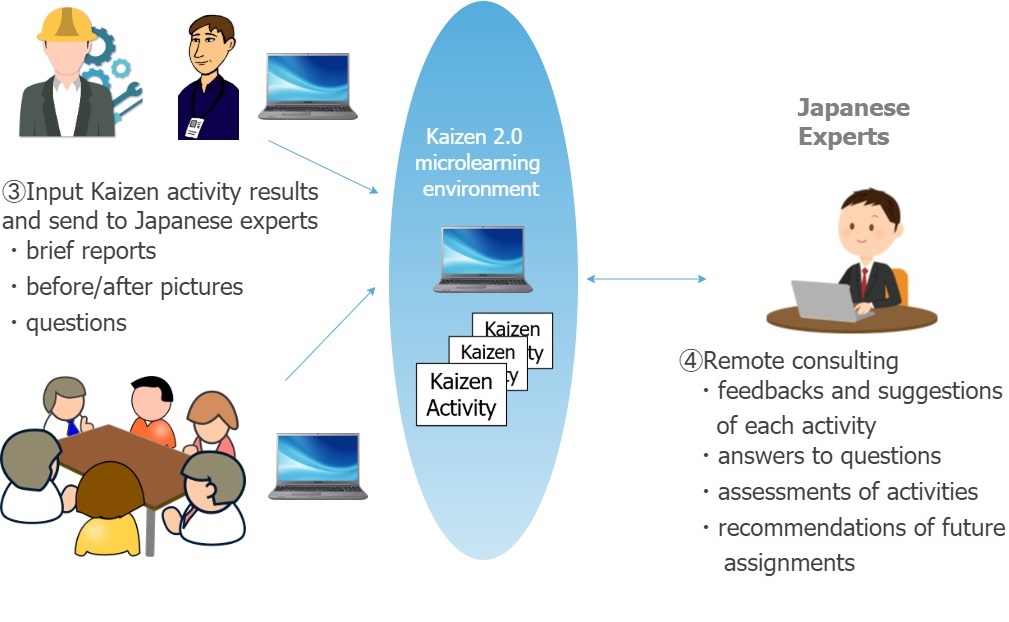 Kaizen 2.0
microlearning
environment
Japanese
Experts
③Input Kaizen activity results
and send to Japanese experts
・brief reports
・before/after pictures
・questions
Kaizen
ty
Kaizen
ty
Kaizen
Activity
④Remote consulting
・feedbacks and suggestions
of each activity
・answers to questions
・assessments of activities
・recommendations of future
assignments